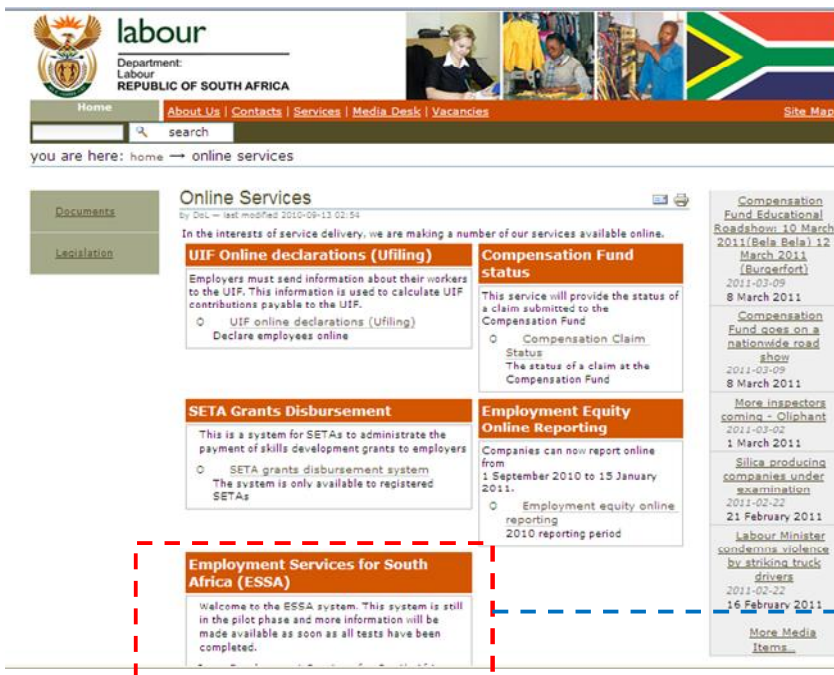 labour
Department:
Labour
REPUBLIC OF SOUTH AFRICA
Home
About Us | Contacts | Services | Media Desk | Vacancies
Site Map
search
you are here: home → online services
Documents
Legislation
Online Services
by DoL — last modified 2010-09-13 02:54
In the interests of service delivery, we are making a number of our services available online.
UIF Online declarations (Ufiling)
Employers must send information about their workers
to the UIF. This information is used to calculate UIF
contributions payable to the UIF.
UIF online declarations (Ufiling)
Declare employees online
Compensation Fund
status
This service will provide the status of
a claim submitted to the
Compensation Fund
Compensation Claim
Status
The status of a claim at the
Compensation Fund
SETA Grants Disbursement
This is a system for SETAs to administrate the
payment of skills development grants to employers
SETA grants disbursement system
The system is only available to registered
SETAs
Employment Equity
Online Reporting
Companies can now report online
from
1 September 2010 to 15 January
2011.
Employment equity online
reporting
2010 reporting period
Employment Services for South
Africa (ESSA)
Welcome to the ESSA system. This system is still
in the pilot phase and more information will be
made available as soon as all tests have been
completed.
Compensation
Fund Educational
Roadshow: 10 March
2011(Bela Bela) 12
March 2011
(Burgerfort)
2011-03-09
8 March 2011
Compensation
Fund goes on a
nationwide road
show
2011-03-09
8 March 2011
More inspectors
coming - Oliphant
2011-03-02
1 March 2011
Silica producing
companies under
examination
2011-02-22
21 February 2011
Labour Minister
condemns violence
by striking truck
drivers
2011-02-22
16 February 2011
More Media
Items...